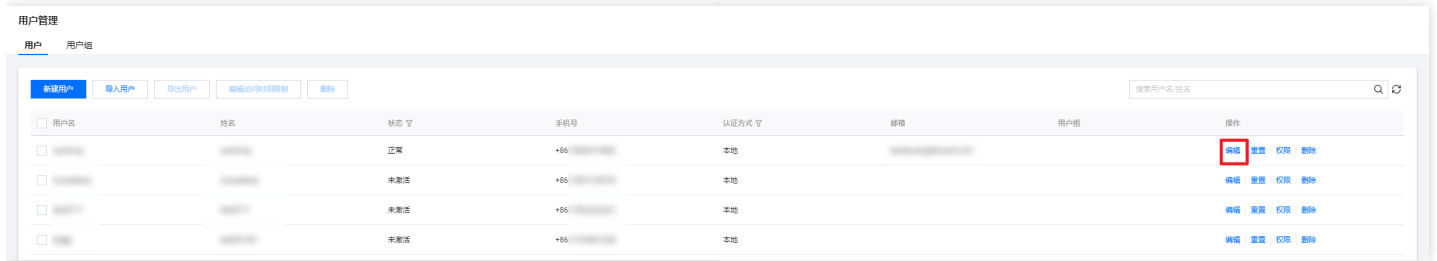 用户管理
用户 用户组
新建用户 导入用户 导出用户 编辑访问时间限制 删除 搜索用户名/姓名
用户名 姓名 状态 手机号 认证方式 邮箱 用户组 操作
正常 +86 本地 编辑 重置 权限 删除
未激活 +86 本地 编辑 重置 权限 删除
未激活 +86 本地 编辑 重置 权限 删除
未激活 +86 本地 编辑 重置 权限 删除